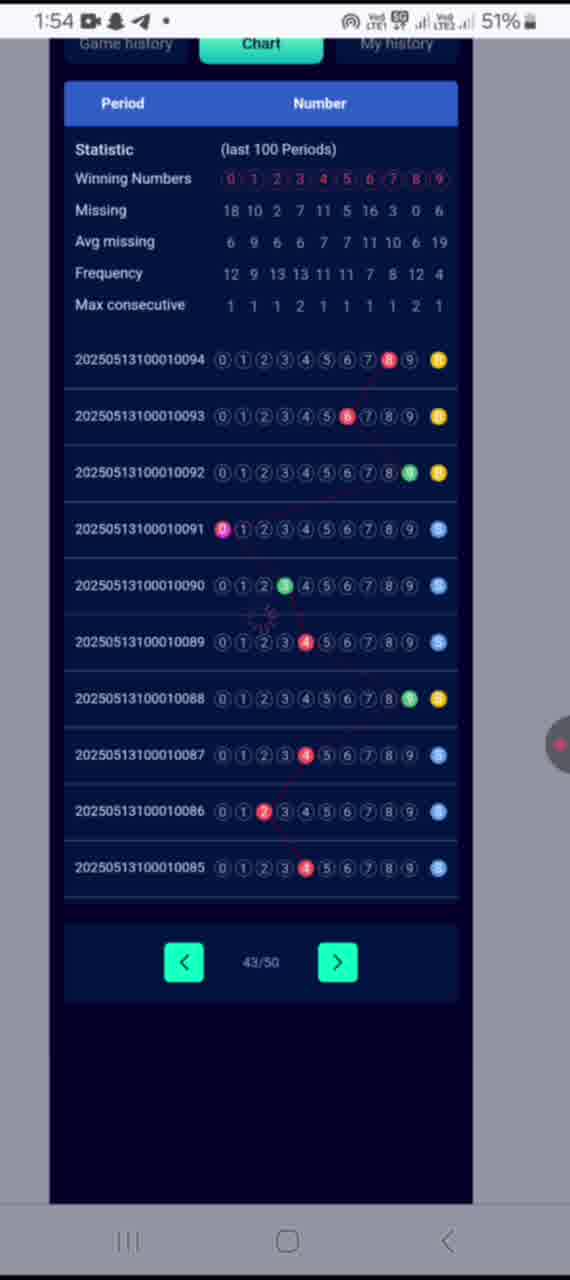 1:54 Vo) LTE1 5G Vo) LTE2 51%
Game history Chart My history
Period Number
Statistic (last 100 Periods)
Winning Numbers 0 1 2 3 4 5 6 7 8 9
Missing 18 10 2 7 11 5 16 3 0 6
Avg missing 6 9 6 6 7 7 11 10 6 19
Frequency 12 9 13 13 11 11 7 8 12 4
Max consecutive 1 1 1 2 1 1 1 1 2 1
20250513100010094 0 1 2 3 4 5 6 7 8 9 B
20250513100010093 0 1 2 3 4 5 6 7 8 9 B
20250513100010092 0 1 2 3 4 5 6 7 8 9 B
20250513100010091 0 1 2 3 4 5 6 7 8 9 S
20250513100010090 0 1 2 3 4 5 6 7 8 9 S
20250513100010089 0 1 2 3 4 5 6 7 8 9 S
20250513100010088 0 1 2 3 4 5 6 7 8 9 B
20250513100010087 0 1 2 3 4 5 6 7 8 9 S
20250513100010086 0 1 2 3 4 5 6 7 8 9 S
20250513100010085 0 1 2 3 4 5 6 7 8 9 S
43/50